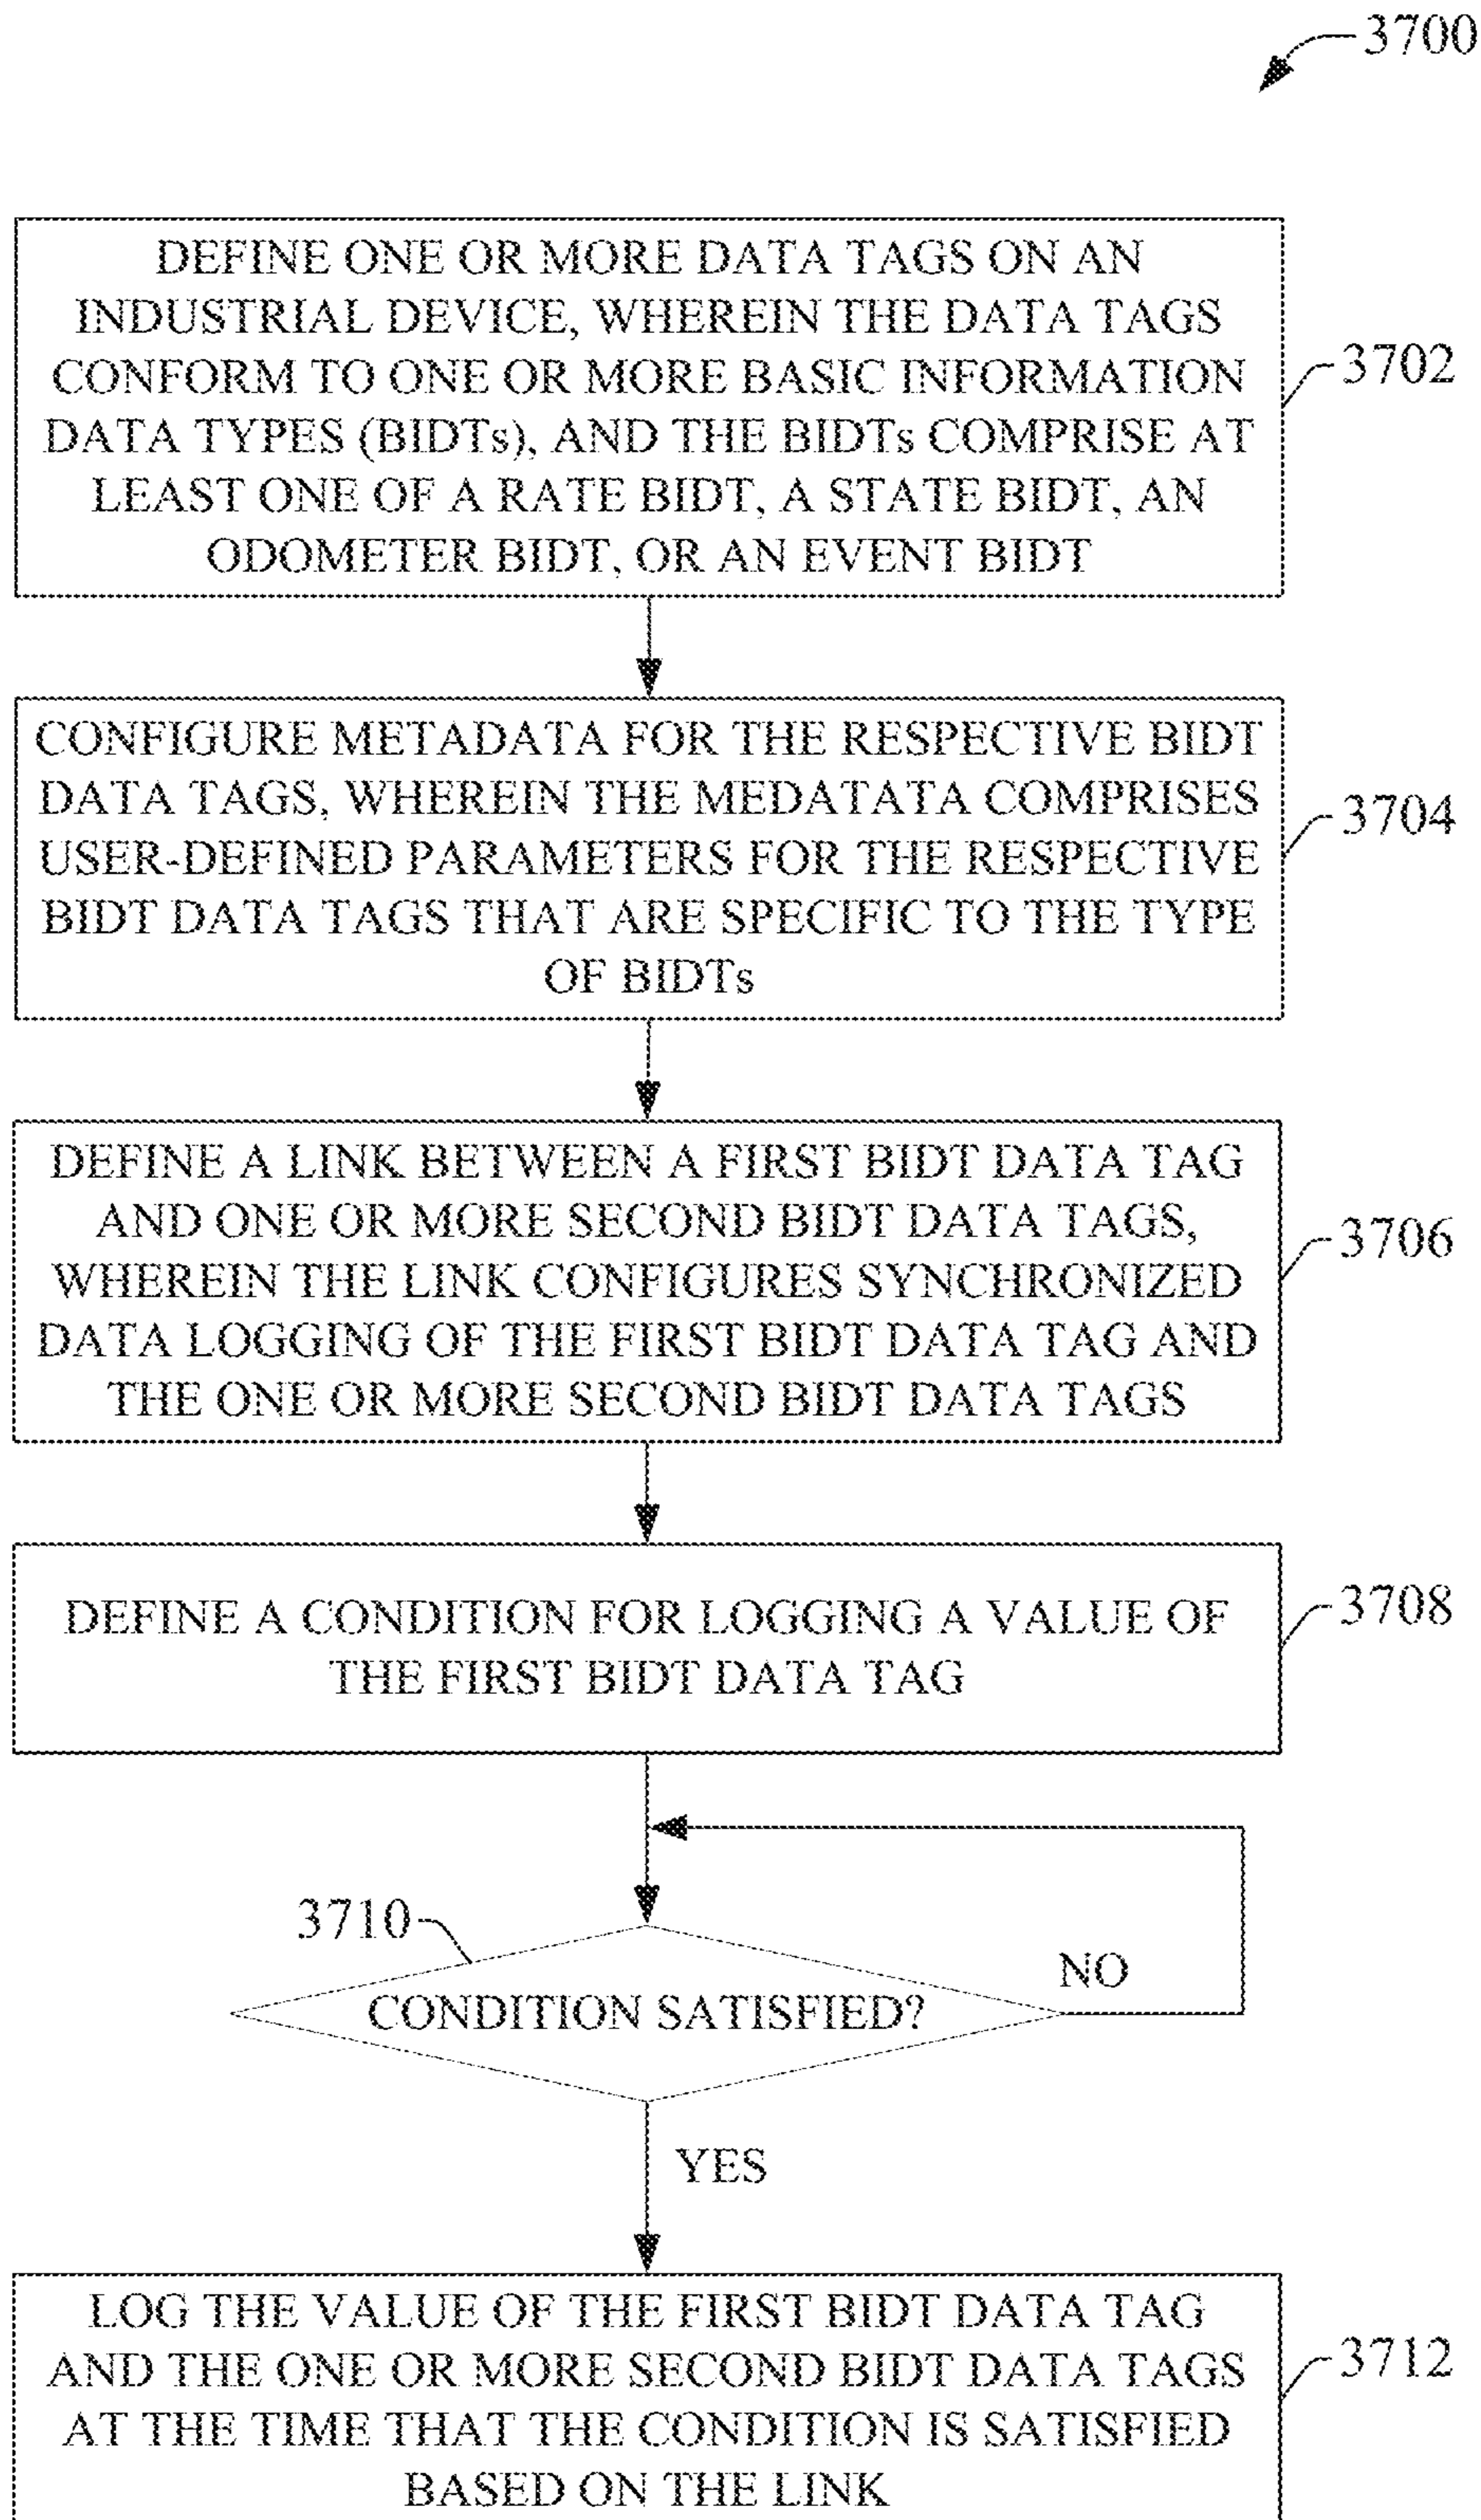 3700
DEFINE ONE OR MORE DATA TAGS ON AN
INDUSTRIAL DEVICE, WHEREIN THE DATA TAGS
CONFORM TO ONE OR MORE BASIC INFORMATION
DATA TYPES (BIDTs), AND THE BIDTs COMPRISE AT
LEAST ONE OF A RATE BIDT, A STATE BIDT, AN
ODOMETER BIDT, OR AN EVENT BIDT
3702
CONFIGURE METADATA FOR THE RESPECTIVE BIDT
DATA TAGS, WHEREIN THE MEDATATA COMPRISES
USER-DEFINED PARAMETERS FOR THE RESPECTIVE
BIDT DATA TAGS THAT ARE SPECIFIC TO THE TYPE
OF BIDTs
3704
DEFINE A LINK BETWEEN A FIRST BIDT DATA TAG
AND ONE OR MORE SECOND BIDT DATA TAGS,
WHEREIN THE LINK CONFIGURES SYNCHRONIZED
DATA LOGGING OF THE FIRST BIDT DATA TAG AND
THE ONE OR MORE SECOND BIDT DATA TAGS
3706
DEFINE A CONDITION FOR LOGGING A VALUE OF
THE FIRST BIDT DATA TAG
3708
3710
CONDITION SATISFIED?
NO
YES
LOG THE VALUE OF THE FIRST BIDT DATA TAG
AND THE ONE OR MORE SECOND BIDT DATA TAGS
AT THE TIME THAT THE CONDITION IS SATISFIED
BASED ON THE LINK
3712